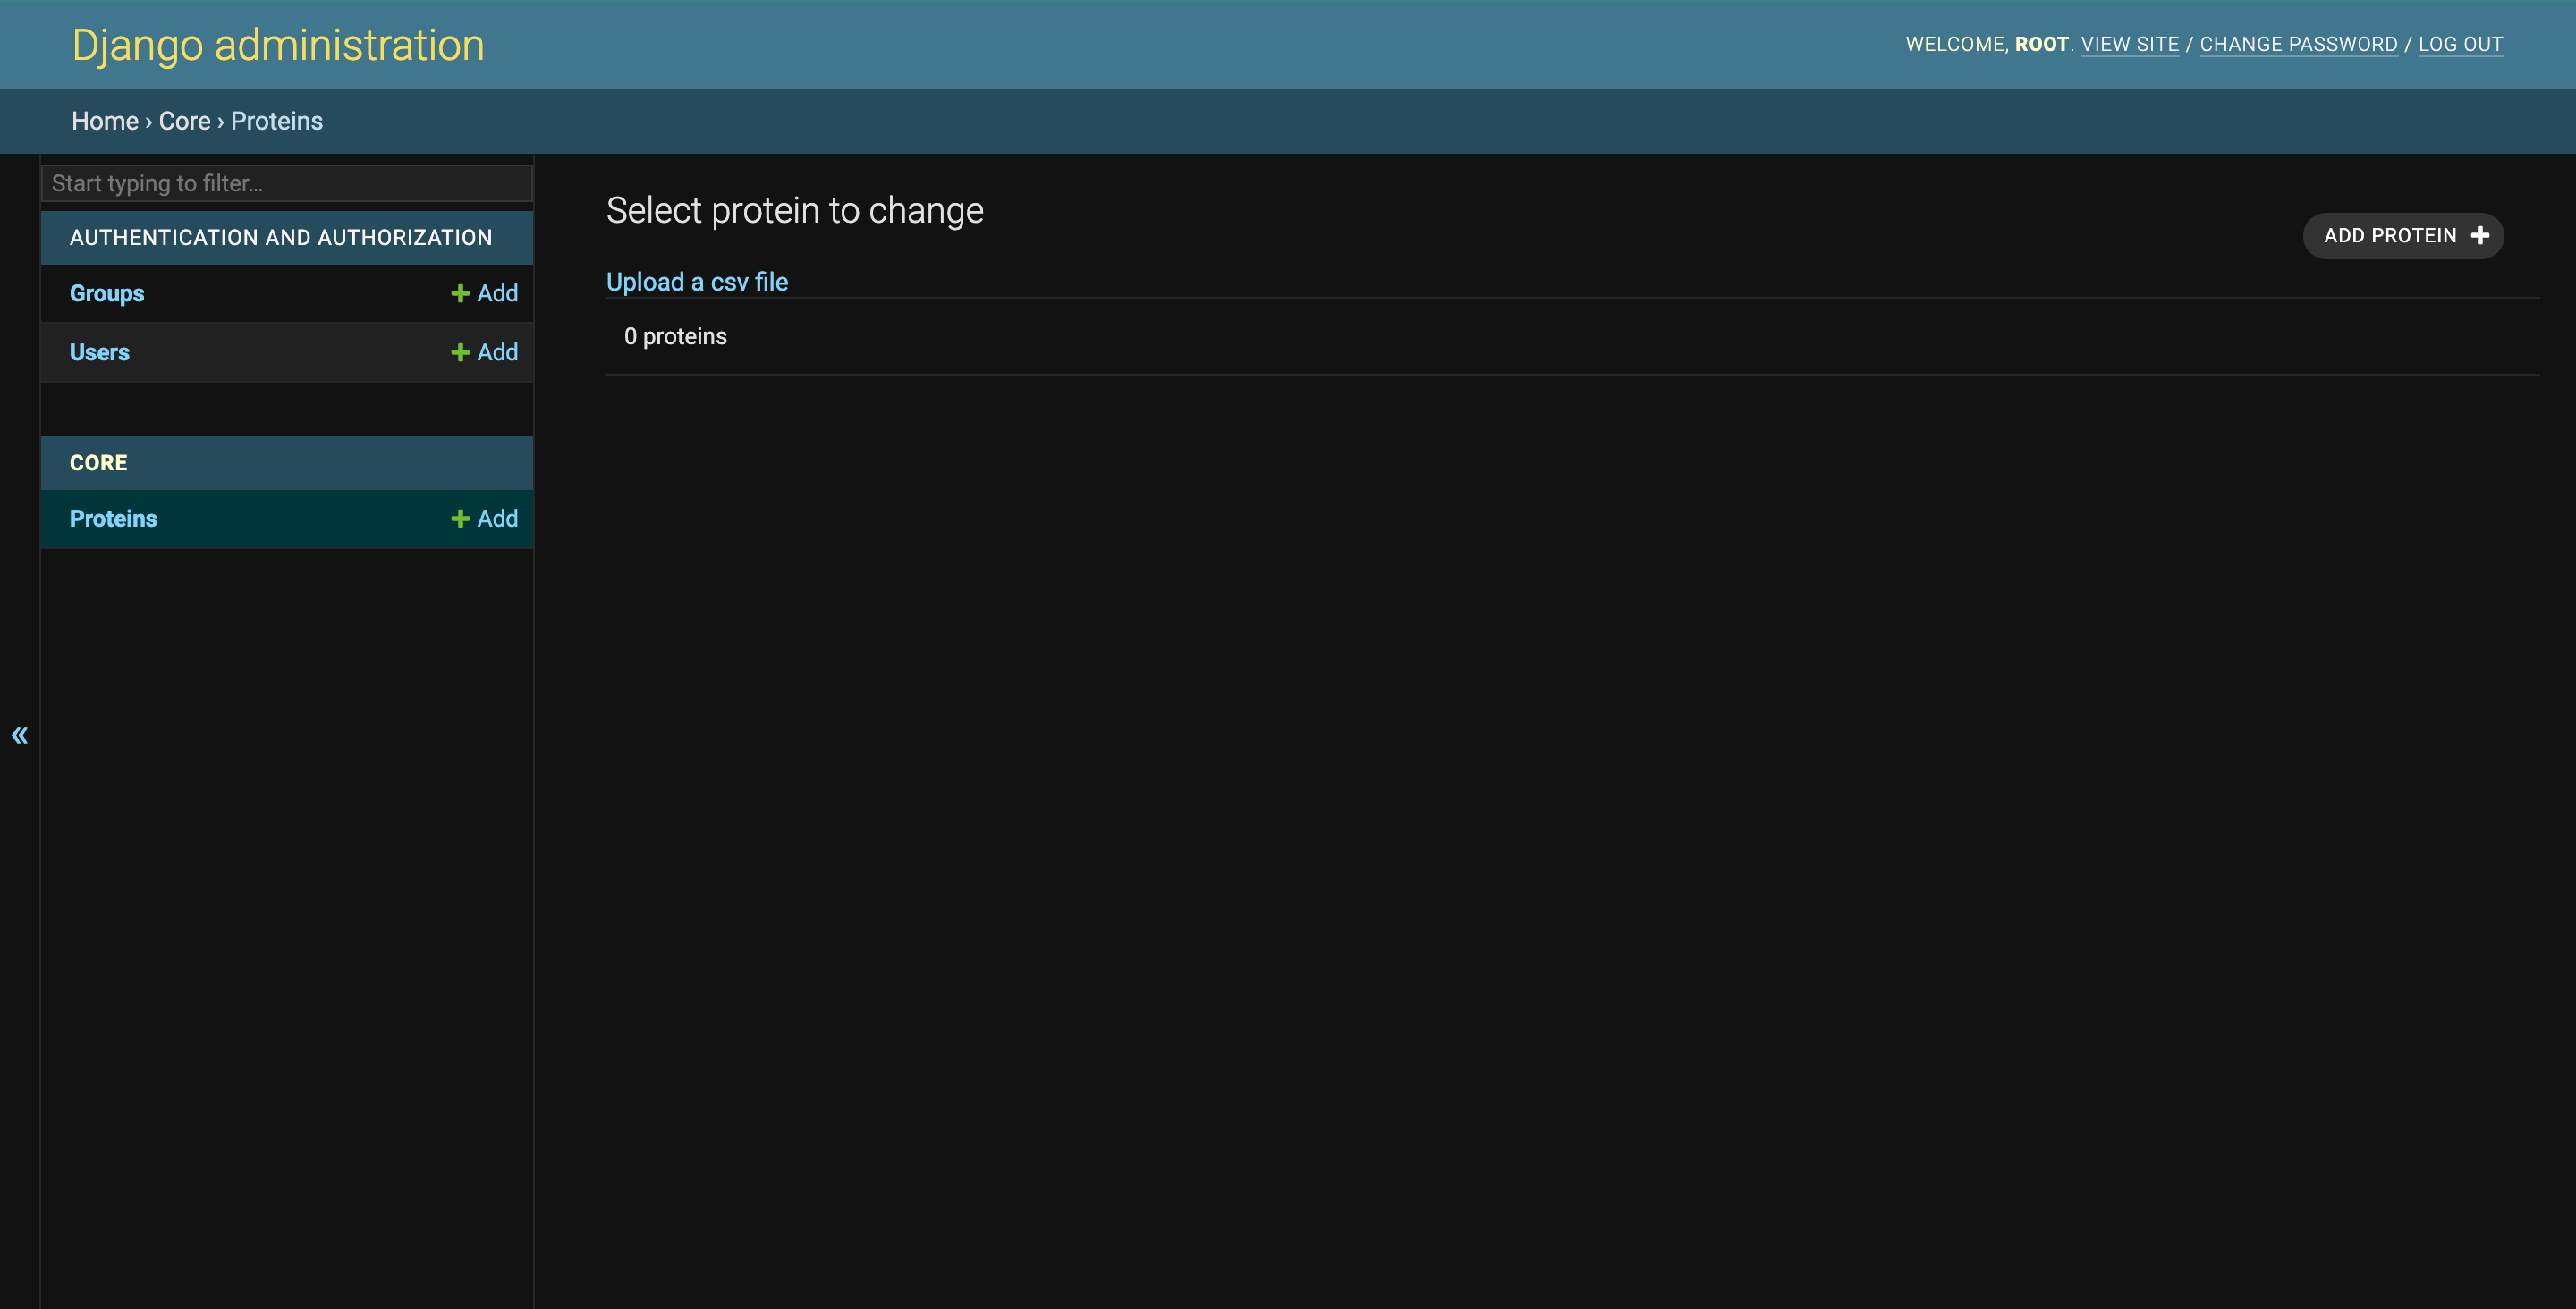 Django administration
WELCOME, ROOT. VIEW SITE / CHANGE PASSWORD / LOG OUT
Home › Core › Proteins
Start typing to filter...
AUTHENTICATION AND AUTHORIZATION
Groups + Add
Users + Add
CORE
Proteins + Add
«
Select protein to change
ADD PROTEIN +
Upload a csv file
0 proteins